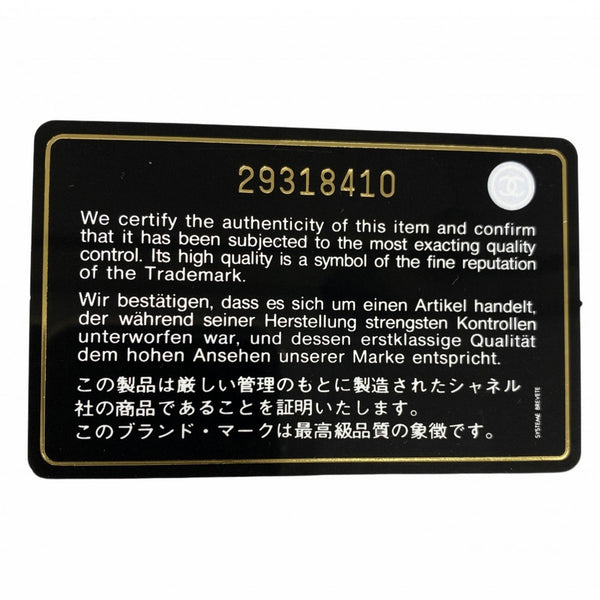 29318410
We certify the authenticity of this item and confirm
that it has been subjected to the most exacting quality
control. Its high quality is a symbol of the fine reputation
of the Trademark.
Wir bestätigen, dass es sich um einen Artikel handelt,
der während seiner Herstellung strengsten Kontrollen
unterworfen war, und dessen erstklassige Qualität
dem hohen Ansehen unserer Marke entspricht.
この製品は厳しい管理のもとに製造されたシャネル
社の商品であることを証明いたします。
このブランド・マークは最高級品質の象徴です。
SYSTEME BREVETE